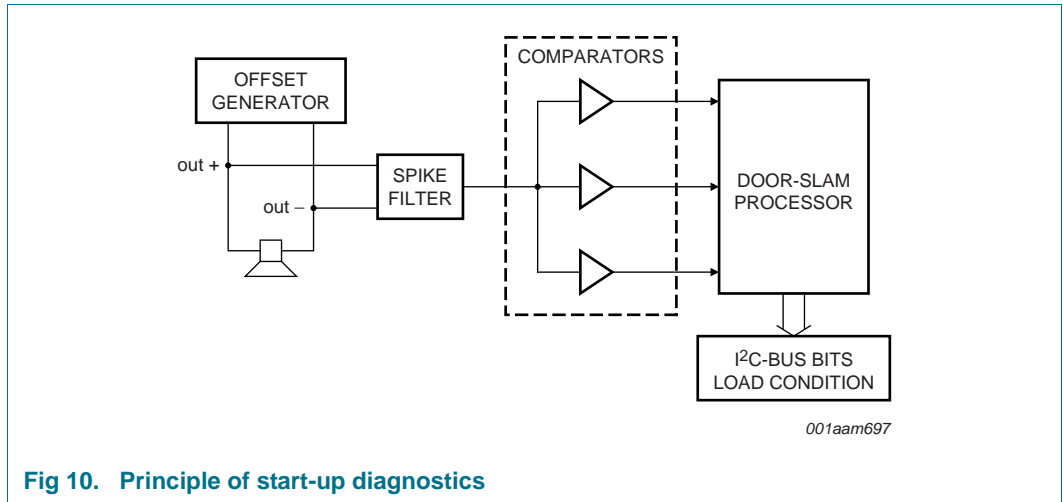 OFFSET
GENERATOR
out +
out −
SPIKE
FILTER
COMPARATORS
DOOR-SLAM
PROCESSOR
I²C-BUS BITS
LOAD CONDITION
001aam697
Fig 10. Principle of start-up diagnostics